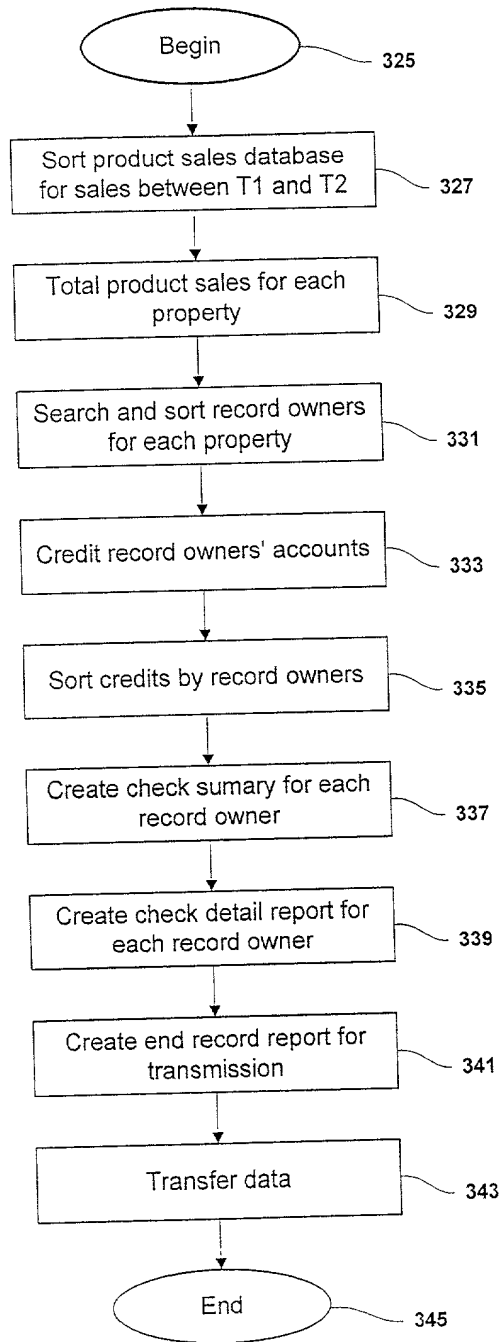 Begin
325
Sort product sales database
for sales between T1 and T2
327
Total product sales for each
property
329
Search and sort record owners
for each property
331
Credit record owners' accounts
333
Sort credits by record owners
335
Create check sumary for each
record owner
337
Create check detail report for
each record owner
339
Create end record report for
transmission
341
Transfer data
343
End
345